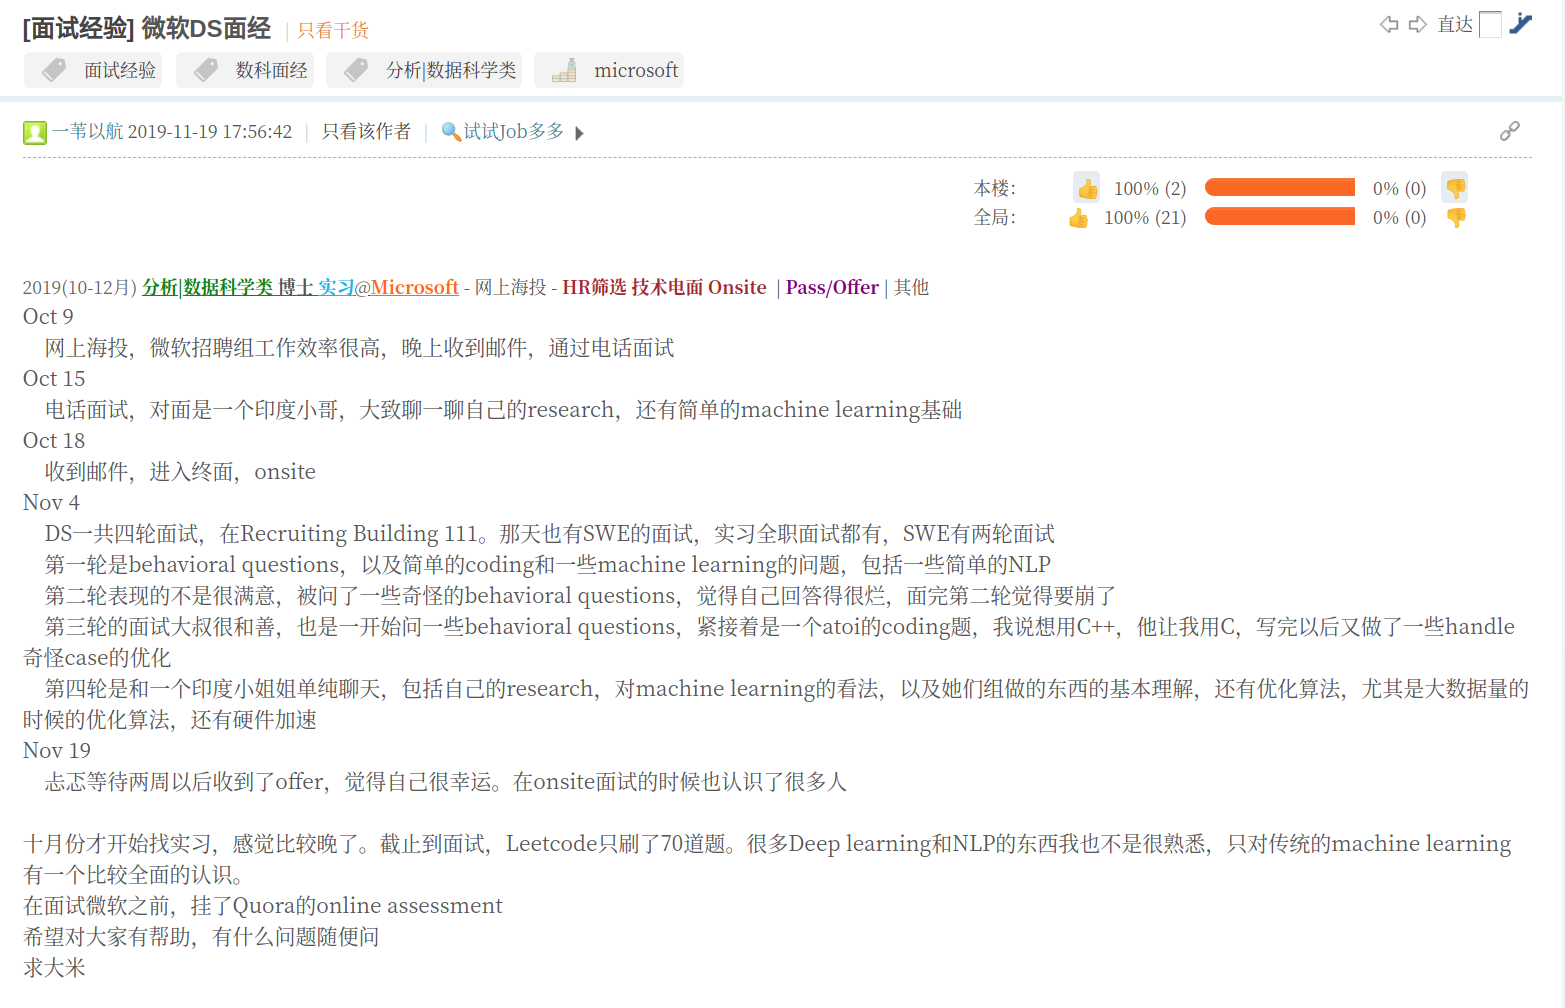 [面试经验] 微软DS面经 | 只看干货
直达
面试经验 数科面经 分析|数据科学类 microsoft
一苇以航 2019-11-19 17:56:42 | 只看该作者 | 试试Job多多
本楼： 100% (2) 0% (0)
全局： 100% (21) 0% (0)
2019(10-12月) 分析|数据科学类 博士 实习@Microsoft - 网上海投 - HR筛选 技术电面 Onsite | Pass/Offer | 其他
Oct 9
网上海投，微软招聘组工作效率很高，晚上收到邮件，通过电话面试
Oct 15
电话面试，对面是一个印度小哥，大致聊一聊自己的research，还有简单的machine learning基础
Oct 18
收到邮件，进入终面，onsite
Nov 4
DS一共四轮面试，在Recruiting Building 111。那天也有SWE的面试，实习全职面试都有，SWE有两轮面试
第一轮是behavioral questions，以及简单的coding和一些machine learning的问题，包括一些简单的NLP
第二轮表现的不是很满意，被问了一些奇怪的behavioral questions，觉得自己回答得很烂，面完第二轮觉得要崩了
第三轮的面试大叔很和善，也是一开始问一些behavioral questions，紧接着是一个atoi的coding题，我说想用C++，他让我用C，写完以后又做了一些handle
奇怪case的优化
第四轮是和一个印度小姐姐单纯聊天，包括自己的research，对machine learning的看法，以及她们组做的东西的基本理解，还有优化算法，尤其是大数据量的
时候的优化算法，还有硬件加速
Nov 19
忐忑等待两周以后收到了offer，觉得自己很幸运。在onsite面试的时候也认识了很多人
十月份才开始找实习，感觉比较晚了。截止到面试，Leetcode只刷了70道题。很多Deep learning和NLP的东西我也不是很熟悉，只对传统的machine learning
有一个比较全面的认识。
在面试微软之前，挂了Quora的online assessment
希望对大家有帮助，有什么问题随便问
求大米